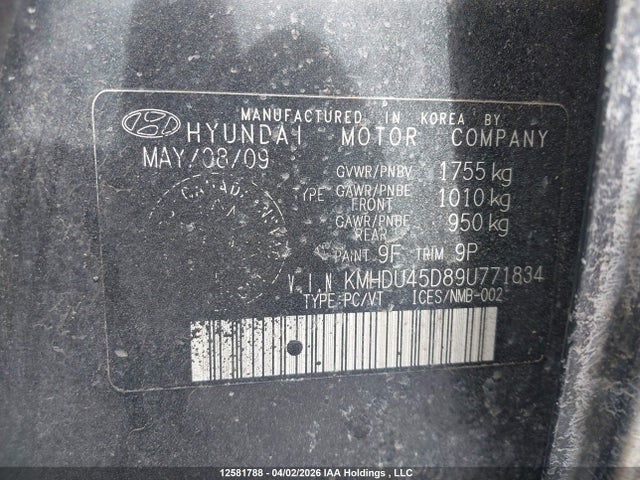 MANUFACTURED IN KOREA BY
HYUNDAI MOTOR COMPANY
MAY/08/09
GVWR/PNBV 1755 kg
TYPE GAWR/PNBE FRONT 1010 kg
GAWR/PNBE REAR 950 kg
PAINT 9F TRIM 9P
V.I.N KMHDU45D89U771834
TYPE:PC/VT ICES/NMB-002
12581788 - 04/02/2026 IAA Holdings , LLC